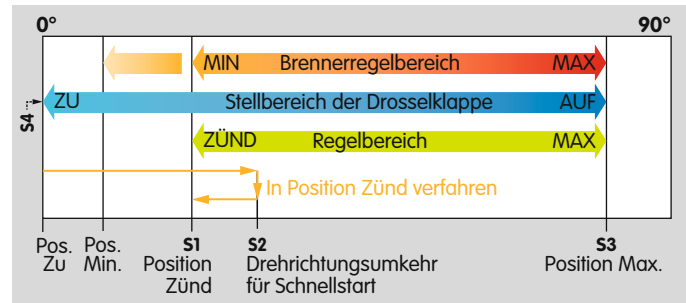 0° 90°
MIN Brennerregelbereich MAX
ZU Stellbereich der Drosselklappe AUF
S4
ZÜND Regelbereich MAX
In Position Zünd verfahren
Pos. Zu
Pos. Min.
S1
Position
Zünd
S2
Drehrichtungsumkehr
für Schnellstart
S3
Position Max.